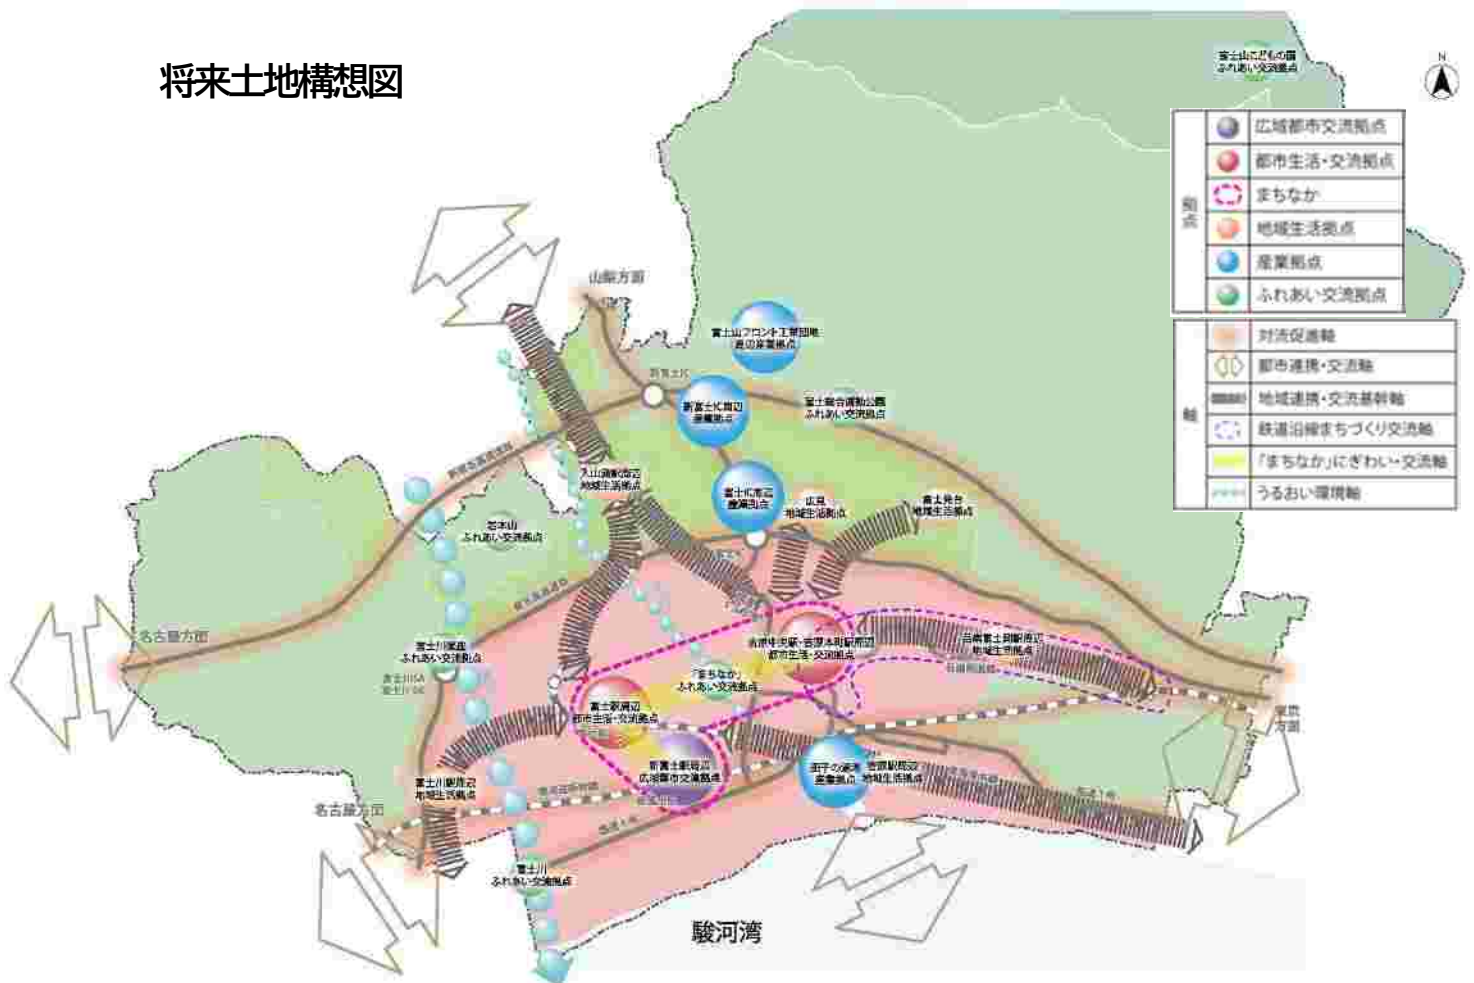 将来土地構想図
富士山こどもの国
ふれあい交流拠点
N
拠点
広域都市交流拠点
都市生活・交流拠点
まちなか
地域生活拠点
産業拠点
ふれあい交流拠点
軸
対流促進軸
都市連携・交流軸
地域連携・交流基幹軸
鉄道沿線まちづくり交流軸
「まちなか」にぎわい・交流軸
うるおい環境軸
山梨方面
富士山フロント工業団地
周辺産業拠点
新富士IC
新富士IC周辺
産業拠点
富士総合運動公園
ふれあい交流拠点
入山瀬駅周辺
地域生活拠点
富士IC周辺
産業拠点
広見
地域生活拠点
富士見台
地域生活拠点
岩本山
ふれあい交流拠点
名古屋方面
富士川楽座
ふれあい交流拠点
富士川SA
吉原中央駅・吉原本町駅周辺
都市生活・交流拠点
岳南富士岡駅周辺
地域生活拠点
「まちなか」
ふれあい交流拠点
富士駅周辺
都市生活・交流拠点
東京
方面
新富士駅周辺
広域都市交流拠点
田子の浦港
産業拠点
吉原駅周辺
地域生活拠点
富士川駅周辺
地域生活拠点
名古屋方面
富士川
ふれあい交流拠点
駿河湾